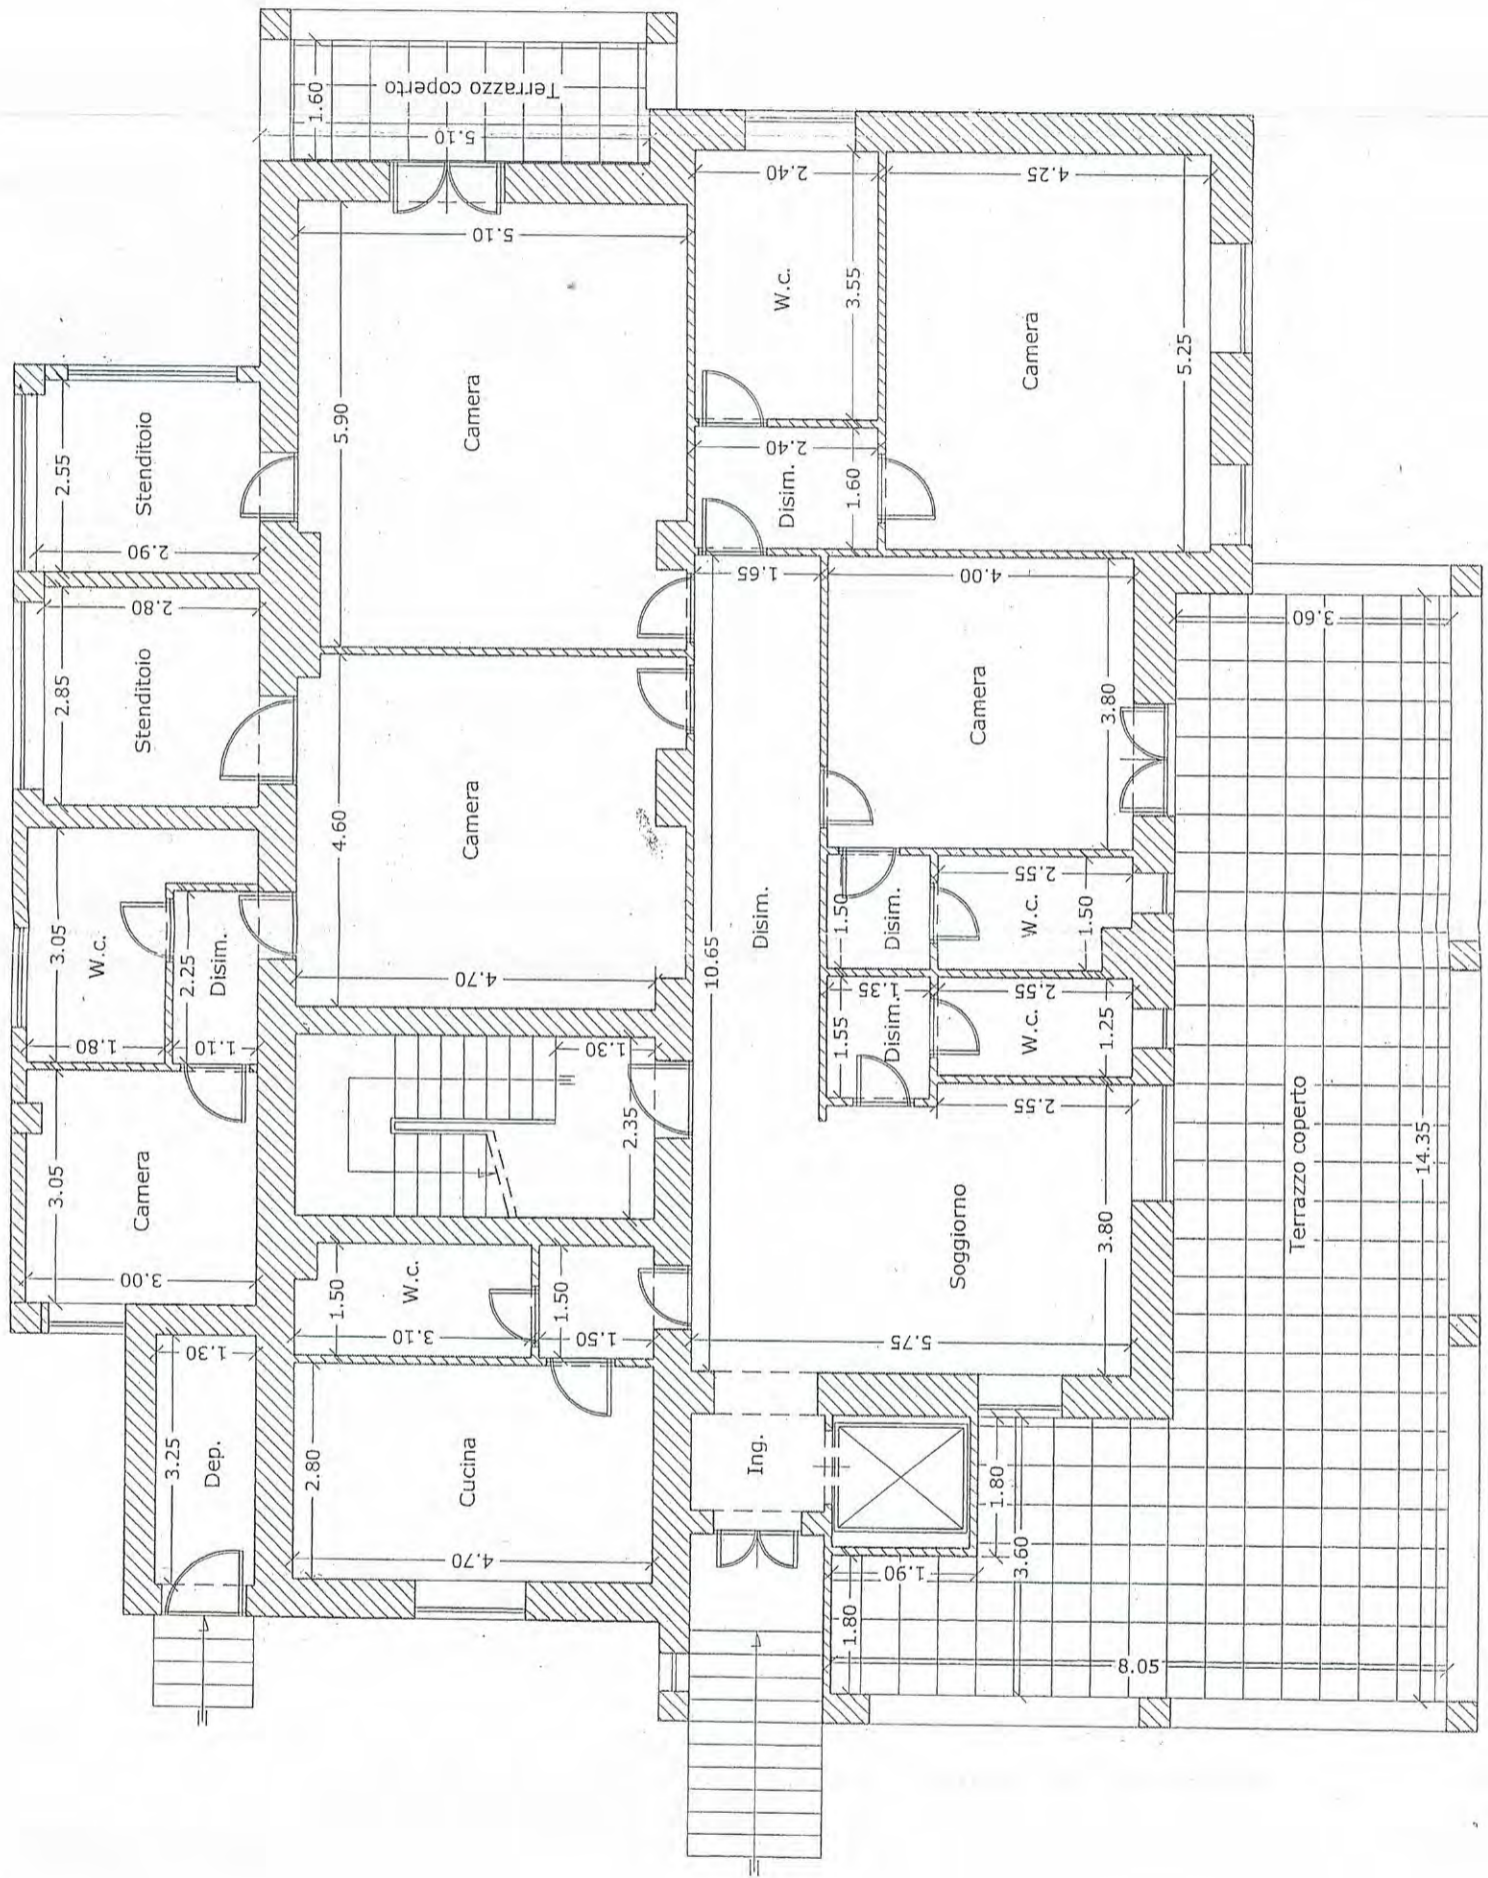 Terrazzo coperto
1.60
5.10
Stenditoio
2.55
2.90
Stenditoio
2.85
2.80
W.c.
3.05
1.80
Disim.
2.25
1.10
Camera
3.05
3.00
Dep.
3.25
1.30
Camera
5.90
5.10
Camera
4.60
4.70
1.30
2.35
W.c.
1.50
3.10
1.50
1.50
Cucina
2.80
4.70
W.c.
2.40
3.55
Disim.
2.40
1.60
Camera
4.25
5.25
Disim.
10.65
1.65
Camera
4.00
3.80
Disim.
1.50
W.c.
2.55
1.50
Disim.
1.35
1.55
W.c.
2.55
1.25
Soggiorno
2.55
3.80
5.75
Ing.
1.80
3.60
1.90
1.80
8.05
Terrazzo coperto
3.60
14.35